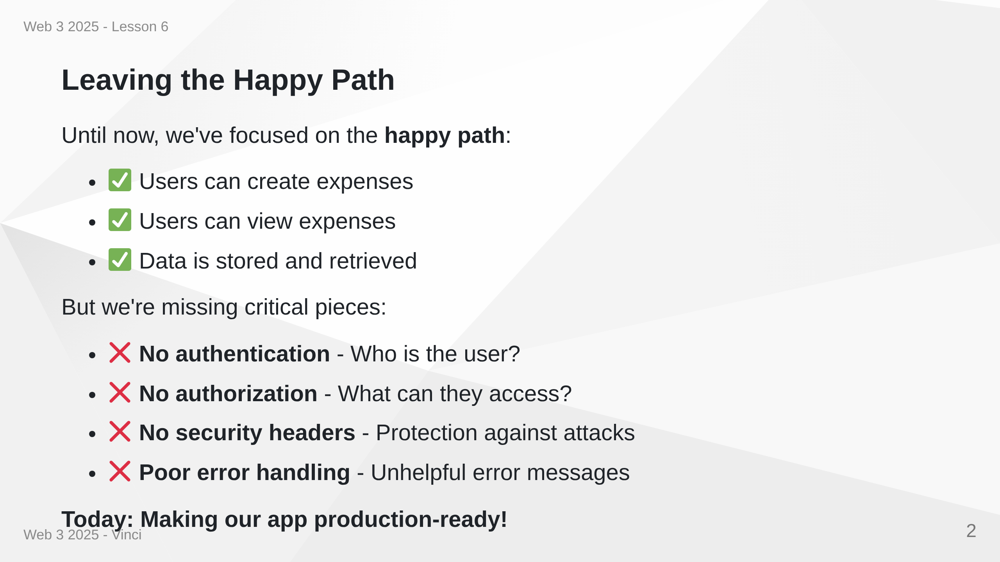 Web 3 2025 - Lesson 6
Leaving the Happy Path
Until now, we've focused on the happy path:
• ✅ Users can create expenses
• ✅ Users can view expenses
• ✅ Data is stored and retrieved
But we're missing critical pieces:
• ❌ No authentication - Who is the user?
• ❌ No authorization - What can they access?
• ❌ No security headers - Protection against attacks
• ❌ Poor error handling - Unhelpful error messages
Today: Making our app production-ready!
Web 3 2025 - Vinci
2